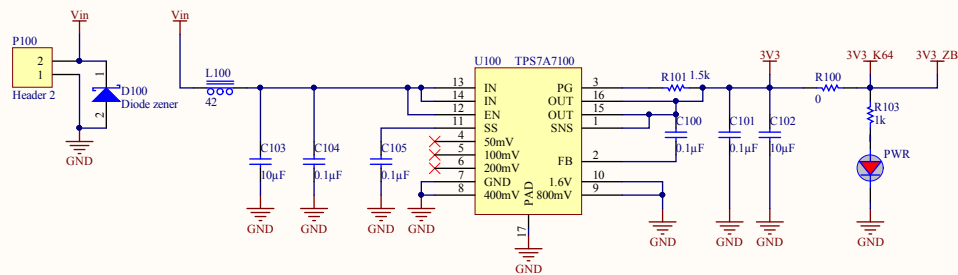 Vin
Vin
P100
2
1
Header 2
1
D100
Diode zener
2
GND
L100
42
C103
10µF
GND
C104
0.1µF
GND
C105
0.1µF
GND
GND
U100 TPS7A7100
13 IN
14 IN
12 EN
11 SS
4 50mV
5 100mV
6 200mV
7 GND
8 400mV
PG 3
OUT 16
OUT 15
SNS 1
FB 2
1.6V 10
800mV 9
PAD
17
GND
R101 1.5k
C100
0.1µF
GND
C101
0.1µF
GND
3V3
C102
10µF
GND
R100
0
3V3_K64
3V3_ZB
R103
1k
PWR
GND